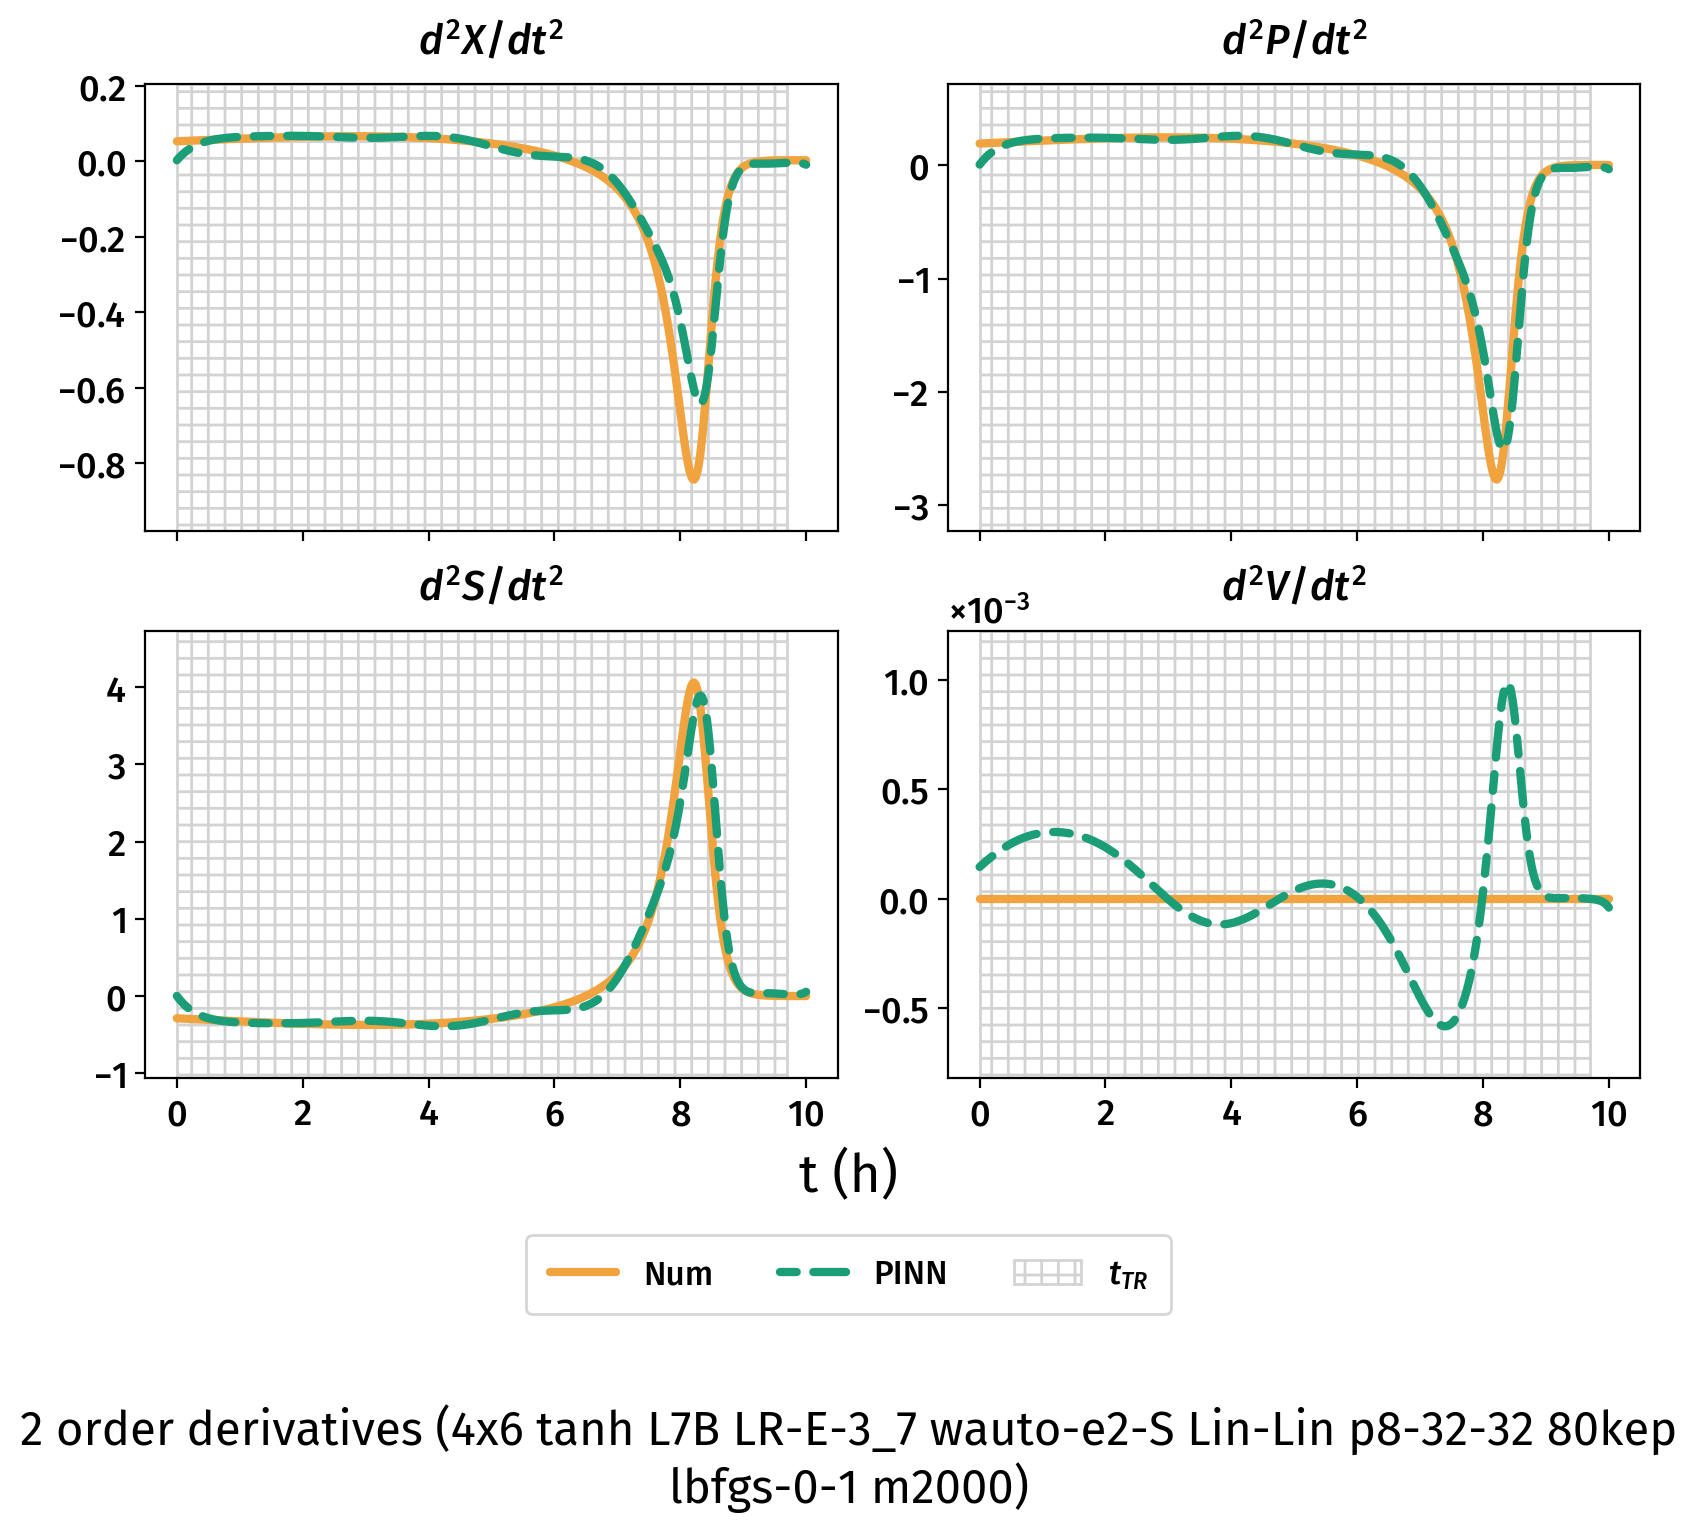 d²X/dt²
d²P/dt²
0.2
0.0
−0.2
−0.4
−0.6
−0.8
0
−1
−2
−3
d²S/dt²
d²V/dt²
×10⁻³
4
3
2
1
0
−1
1.0
0.5
0.0
−0.5
0 2 4 6 8 10
0 2 4 6 8 10
t (h)
Num PINN t_TR
2 order derivatives (4x6 tanh L7B LR-E-3_7 wauto-e2-S Lin-Lin p8-32-32 80kep
lbfgs-0-1 m2000)